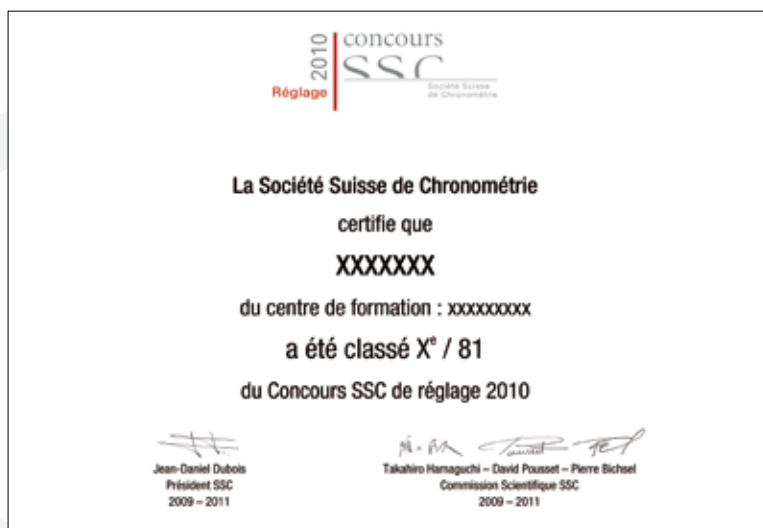 Réglage
2010
concours
SSC
Société Suisse
de Chronométrie
La Société Suisse de Chronométrie
certifie que
XXXXXXX
du centre de formation : xxxxxxxxx
a été classé Xᵉ / 81
du Concours SSC de réglage 2010
Jean-Daniel Dubois
Président SSC
2009 – 2011
Takahiro Hamaguchi – David Pousset – Pierre Bichsel
Commission Scientifique SSC
2009 – 2011